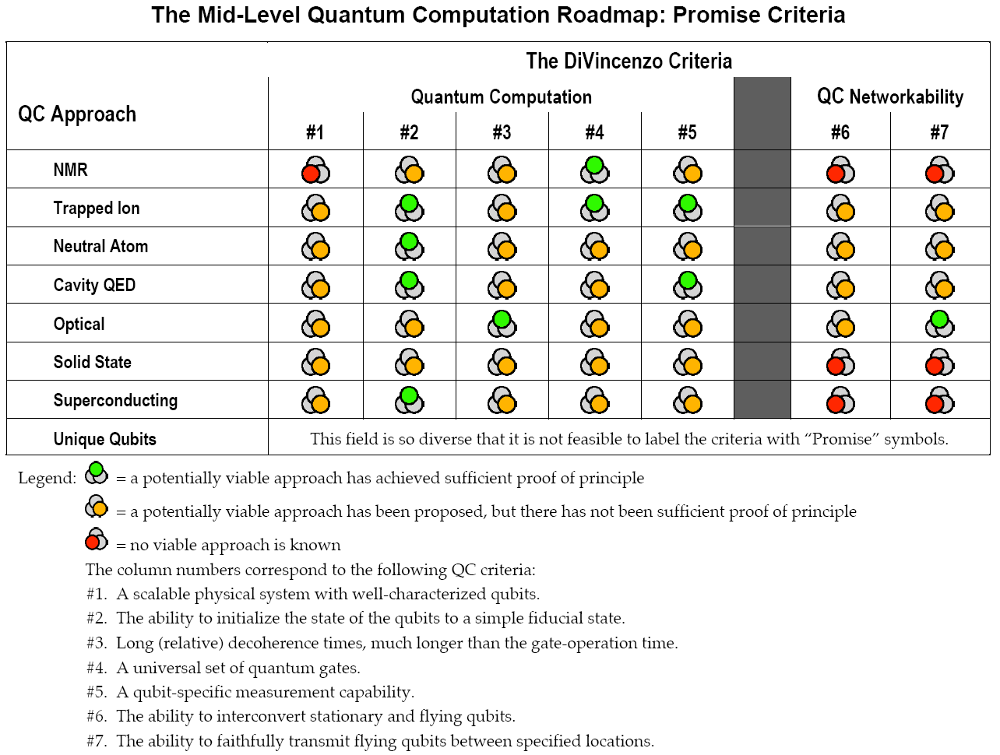 The Mid-Level Quantum Computation Roadmap: Promise Criteria
The DiVincenzo Criteria
QC Approach
Quantum Computation
QC Networkability
#1 #2 #3 #4 #5 #6 #7
NMR
Trapped Ion
Neutral Atom
Cavity QED
Optical
Solid State
Superconducting
Unique Qubits This field is so diverse that it is not feasible to label the criteria with “Promise” symbols.
Legend: = a potentially viable approach has achieved sufficient proof of principle
= a potentially viable approach has been proposed, but there has not been sufficient proof of principle
= no viable approach is known
The column numbers correspond to the following QC criteria:
#1. A scalable physical system with well-characterized qubits.
#2. The ability to initialize the state of the qubits to a simple fiducial state.
#3. Long (relative) decoherence times, much longer than the gate-operation time.
#4. A universal set of quantum gates.
#5. A qubit-specific measurement capability.
#6. The ability to interconvert stationary and flying qubits.
#7. The ability to faithfully transmit flying qubits between specified locations.